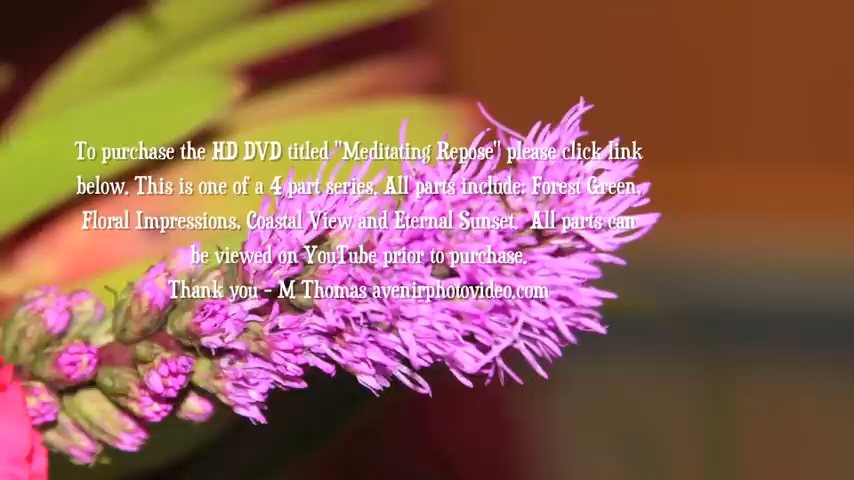 To purchase the HD DVD titled "Meditating Repose" please click link
below. This is one of a 4 part series. All parts include: Forest Green,
Floral Impressions, Coastal View and Eternal Sunset. All parts can
be viewed on YouTube prior to purchase.
Thank you - M Thomas avenirphotovideo.com